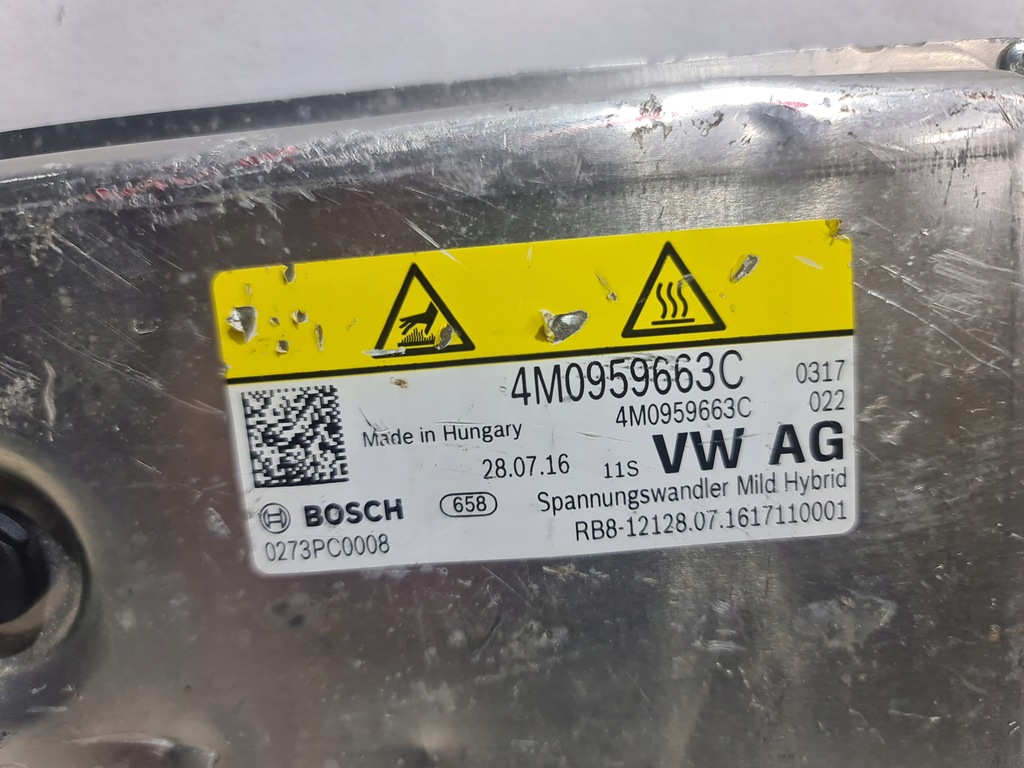 4M0959663C 0317
4M0959663C 022
Made in Hungary
VW AG
28.07.16 11S
Spannungswandler Mild Hybrid
BOSCH 658
RB8-12128.07.1617110001
0273PC0008